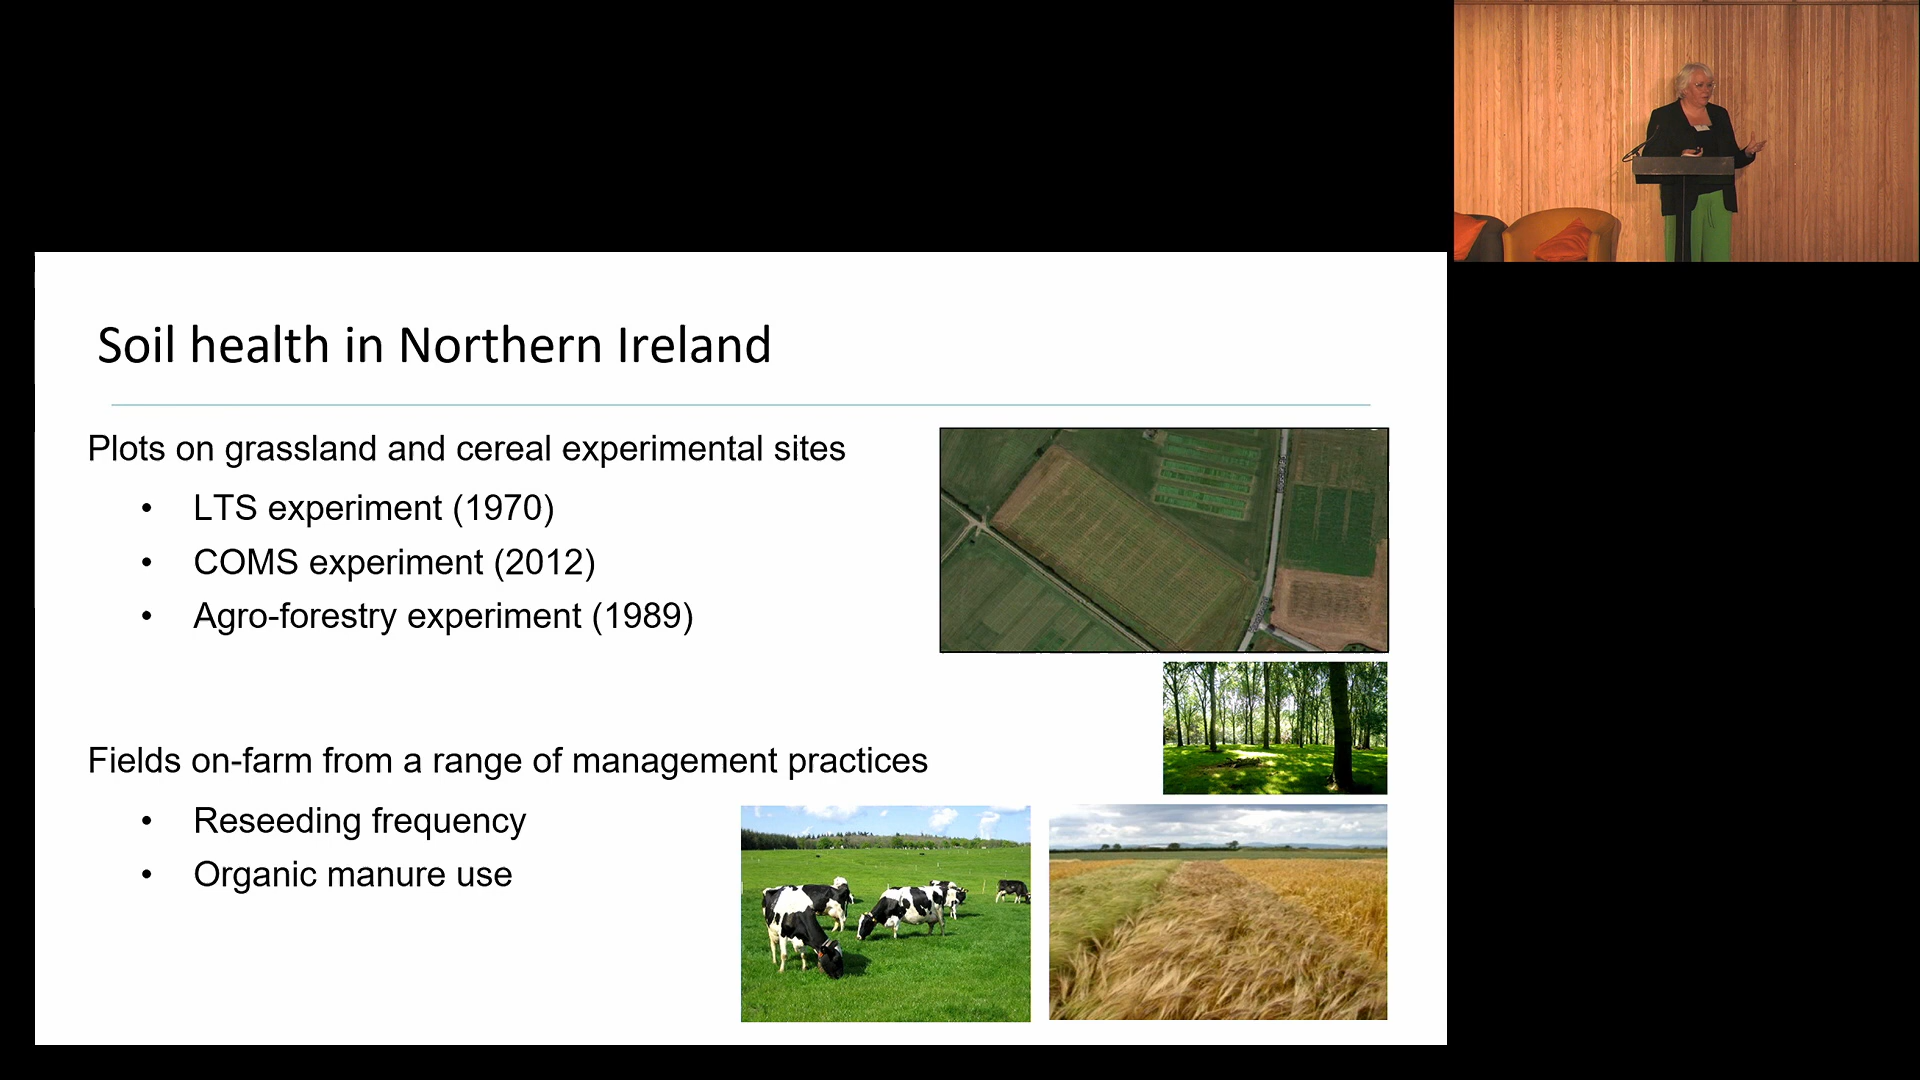 Soil health in Northern Ireland
Plots on grassland and cereal experimental sites
• LTS experiment (1970)
• COMS experiment (2012)
• Agro-forestry experiment (1989)
Fields on-farm from a range of management practices
• Reseeding frequency
• Organic manure use